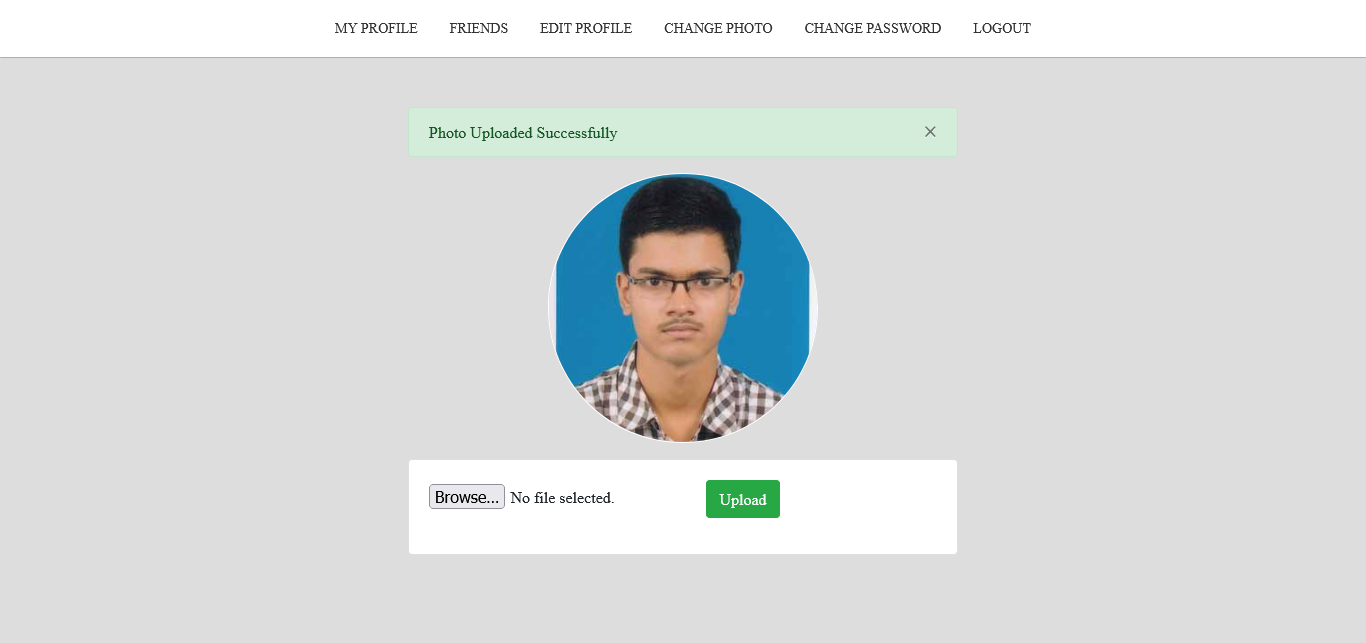 MY PROFILE FRIENDS EDIT PROFILE CHANGE PHOTO CHANGE PASSWORD LOGOUT
Photo Uploaded Successfully ×
Browse... No file selected. Upload